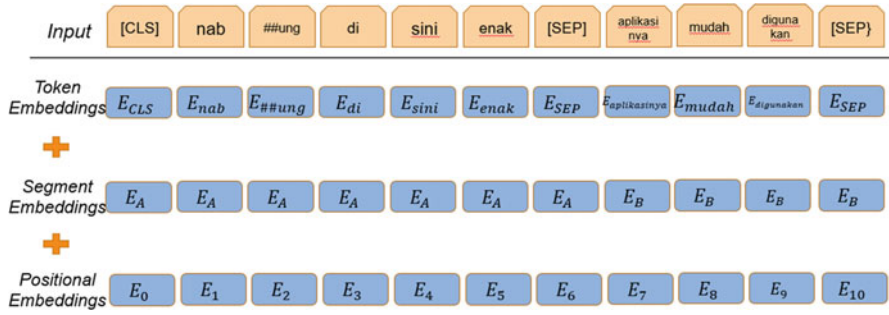 Input [CLS] nab ##ung di sini enak [SEP] aplikasi nya mudah diguna kan [SEP}
Token Embeddings E_CLS E_nab E_##ung E_di E_sini E_enak E_SEP E_aplikasinya E_mudah E_digunakan E_SEP
Segment Embeddings E_A E_A E_A E_A E_A E_A E_A E_B E_B E_B E_B
Positional Embeddings E_0 E_1 E_2 E_3 E_4 E_5 E_6 E_7 E_8 E_9 E_10